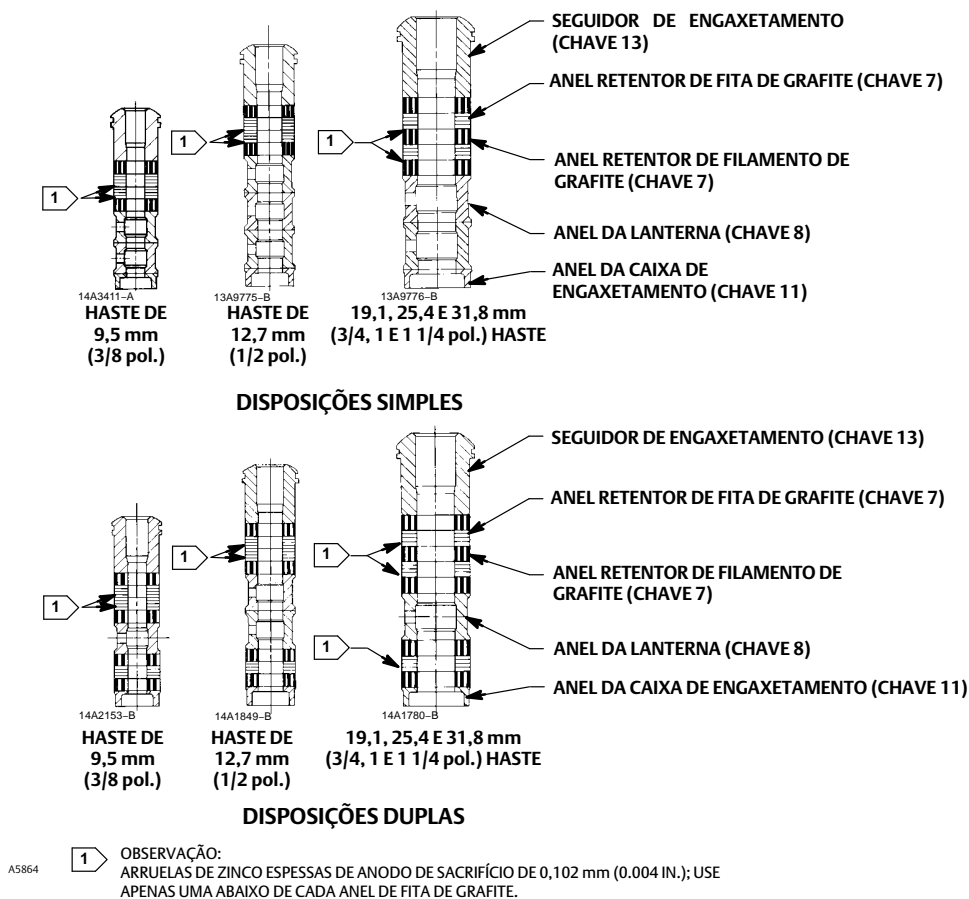 SEGUIDOR DE ENGAXETAMENTO
(CHAVE 13)
ANEL RETENTOR DE FITA DE GRAFITE (CHAVE 7)
1
1
1
ANEL RETENTOR DE FILAMENTO DE
GRAFITE (CHAVE 7)
ANEL DA LANTERNA (CHAVE 8)
ANEL DA CAIXA DE
ENGAXETAMENTO (CHAVE 11)
14A3411-A
HASTE DE
9,5 mm
(3/8 pol.)
13A9775-B
HASTE DE
12,7 mm
(1/2 pol.)
13A9776-B
19,1, 25,4 E 31,8 mm
(3/4, 1 E 1 1/4 pol.) HASTE
DISPOSIÇÕES SIMPLES
SEGUIDOR DE ENGAXETAMENTO (CHAVE 13)
ANEL RETENTOR DE FITA DE GRAFITE (CHAVE 7)
1
1
1
ANEL RETENTOR DE FILAMENTO DE
GRAFITE (CHAVE 7)
1
ANEL DA LANTERNA (CHAVE 8)
ANEL DA CAIXA DE ENGAXETAMENTO (CHAVE 11)
14A2153-B
HASTE DE
9,5 mm
(3/8 pol.)
14A1849-B
HASTE DE
12,7 mm
(1/2 pol.)
14A1780-B
19,1, 25,4 E 31,8 mm
(3/4, 1 E 1 1/4 pol.) HASTE
DISPOSIÇÕES DUPLAS
A5864
1
OBSERVAÇÃO:
ARRUELAS DE ZINCO ESPESSAS DE ANODO DE SACRIFÍCIO DE 0,102 mm (0.004 IN.); USE
APENAS UMA ABAIXO DE CADA ANEL DE FITA DE GRAFITE.